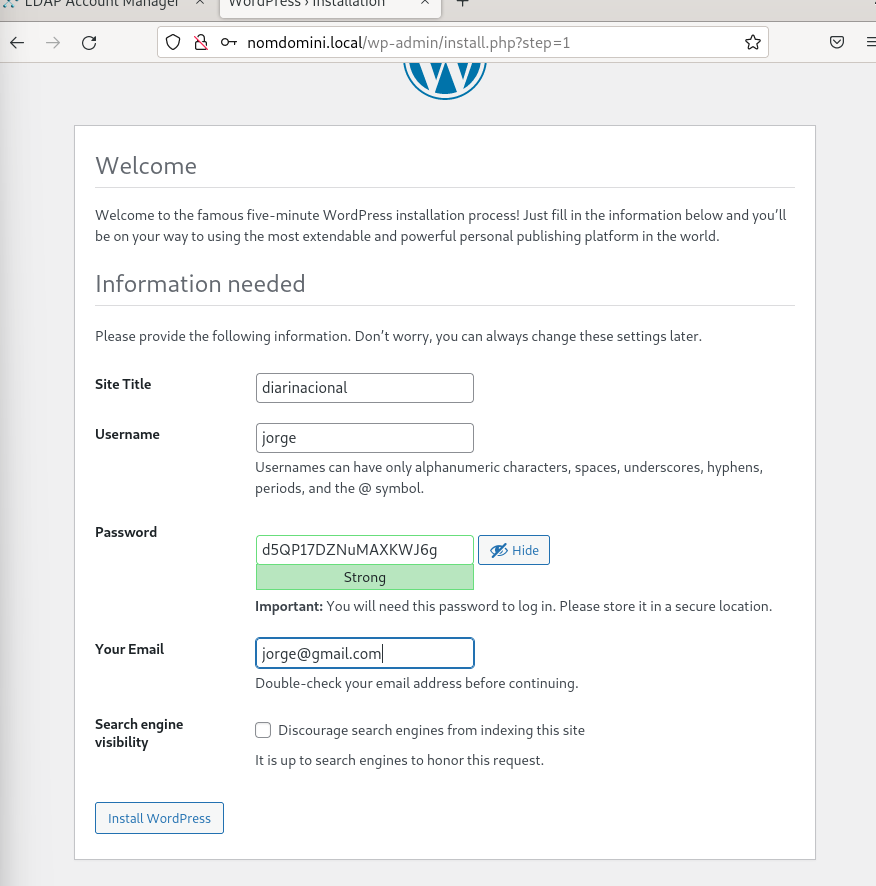 LDAP Account Manager
WordPress › Installation
nomdomini.local/wp-admin/install.php?step=1
Welcome
Welcome to the famous five-minute WordPress installation process! Just fill in the information below and you’ll
be on your way to using the most extendable and powerful personal publishing platform in the world.
Information needed
Please provide the following information. Don’t worry, you can always change these settings later.
Site Title
diarinacional
Username
jorge
Usernames can have only alphanumeric characters, spaces, underscores, hyphens,
periods, and the @ symbol.
Password
d5QP17DZNuMAXKWJ6g
Hide
Strong
Important: You will need this password to log in. Please store it in a secure location.
Your Email
jorge@gmail.com
Double-check your email address before continuing.
Search engine
visibility
Discourage search engines from indexing this site
It is up to search engines to honor this request.
Install WordPress